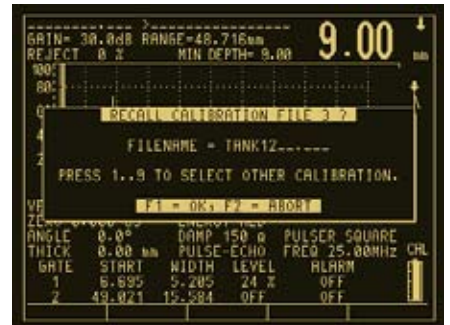 GAIN= 30.0dB RANGE=48.716mm
REJECT 0 % MIN DEPTH= 9.00
9.00 mm
100
80
RECALL CALIBRATION FILE 3 ?
FILENAME = TANK12______
PRESS 1..9 TO SELECT OTHER CALIBRATION.
F1 = OK, F2 = ABORT
ANGLE 0.0° DAMP 150 Ω PULSER SQUARE
THICK 0.00 mm PULSE-ECHO FREQ 25.00MHz CAL
GATE START WIDTH LEVEL ALARM
1 6.695 5.205 24 % OFF
2 49.021 15.584 OFF OFF